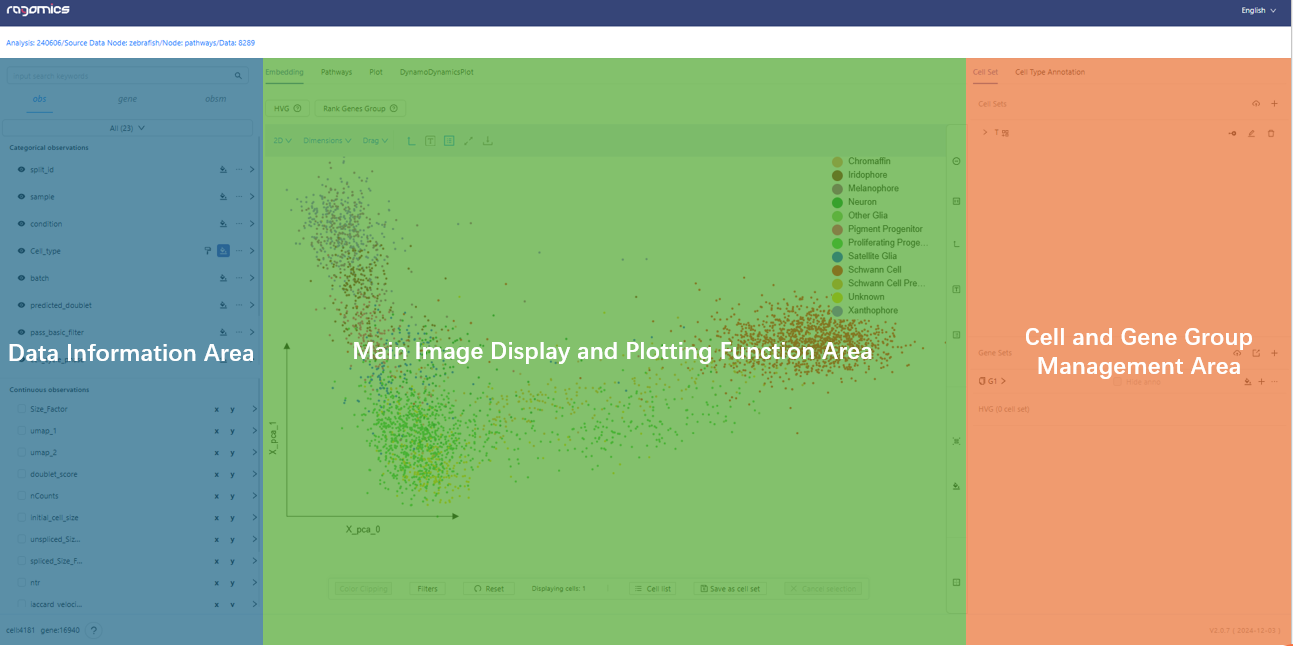 ragomics
English
Analysis: 240606/Source Data Node: zebrafish/Node: pathways/Data: 8289
Input search keywords
obs gene obsm
All (23)
Categorical observations
split_id
sample
condition
Cell_type
batch
predicted_doublet
pass_basic_filter
Data Information Area
Continuous observations
Size_Factor x y
umap_1 x y
umap_2 x y
doublet_score x y
nCounts x y
initial_cell_size x y
unspliced_Siz... x y
spliced_Size_F... x y
ntr x y
jaccard_veloci... x y
cell:4181 gene:16940 ?
Embedding Pathways Plot DynamoDynamicsPlot
HVG Rank Genes Group
2D Dimensions Drag
Chromaffin
Iridophore
Melanophore
Neuron
Other Glia
Pigment Progenitor
Proliferating Proge...
Satellite Glia
Schwann Cell
Schwann Cell Pre...
Unknown
Xanthophore
Main Image Display and Plotting Function Area
X_pca_1
X_pca_0
Color Clipping Filters Reset Displaying cells: 1 Cell list Save as cell set Cancel selection
Cell Set Cell Type Annotation
Cell Sets
Cell and Gene Group
Management Area
Gene Sets
G1
HVG (0 cell set)
V2.0.7 ( 2024-12-03 )